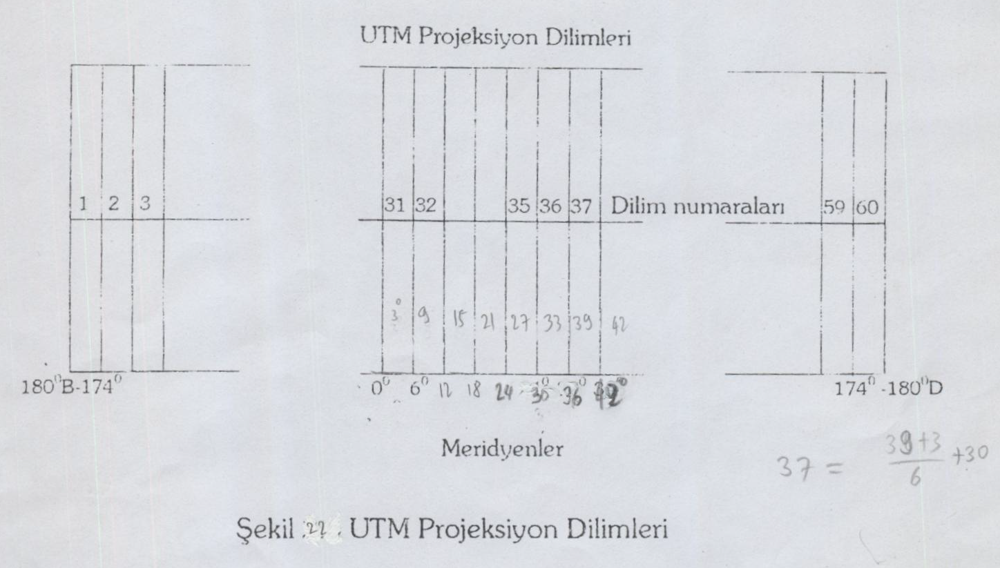 UTM Projeksiyon Dilimleri
1 2 3 31 32 35 36 37 Dilim numaraları 59 60
3° 9 15 21 27 33 39 42
180°B-174° 0° 6° 12 18 24 30° 36° 42° 174° -180°D
Meridyenler
37 = \frac{39+3}{6} +30
Şekil 22. UTM Projeksiyon Dilimleri